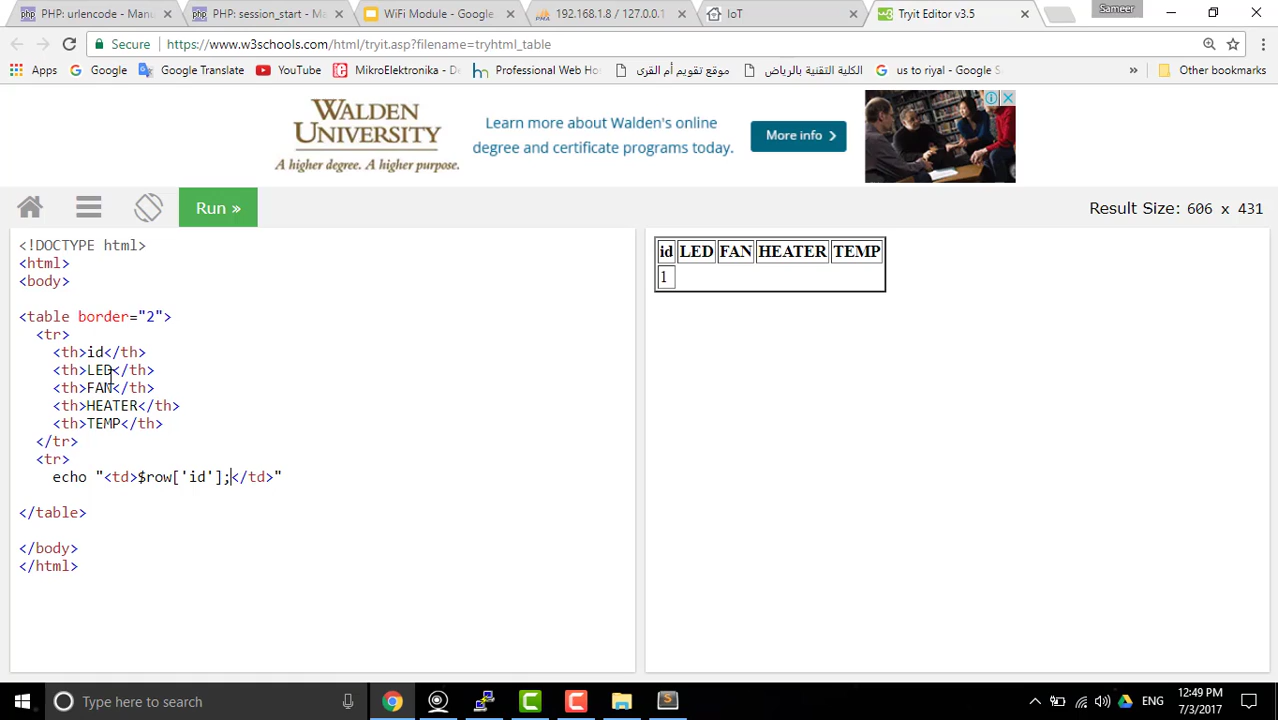 PHP: urlencode - Manu
PHP: session_start - Ma
WiFi Module - Google
192.168.1.8 / 127.0.0.1
IoT
Tryit Editor v3.5
Sameer
Secure
https://www.w3schools.com/html/tryit.asp?filename=tryhtml_table
Apps
Google
Google Translate
YouTube
MikroElektronika - De
Professional Web Ho
موقع تقويم أم القرى
الكلية التقنية بالرياض
us to riyal - Google S
»
Other bookmarks
WALDEN
UNIVERSITY
A higher degree. A higher purpose.
Learn more about Walden's online
degree and certificate programs today.
More info
Run »
Result Size: 606 x 431
<!DOCTYPE html>
<html>
<body>
<table border="2">
<tr>
<th>id</th>
<th>LED</th>
<th>FAN</th>
<th>HEATER</th>
<th>TEMP</th>
</tr>
<tr>
echo "<td>$row['id'];</td>"
</table>
</body>
</html>
id LED FAN HEATER TEMP
1
Type here to search
ENG
12:49 PM
7/3/2017